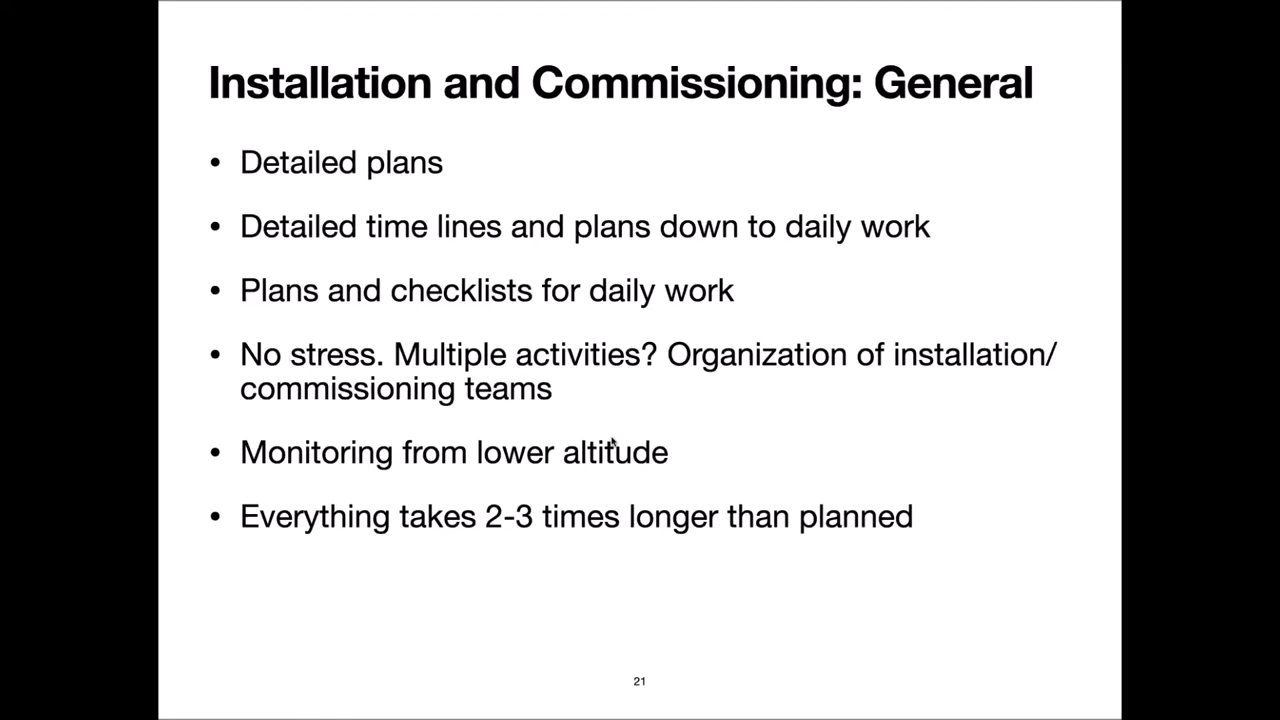 Installation and Commissioning: General
• Detailed plans
• Detailed time lines and plans down to daily work
• Plans and checklists for daily work
• No stress. Multiple activities? Organization of installation/
commissioning teams
• Monitoring from lower altitude
• Everything takes 2-3 times longer than planned
21